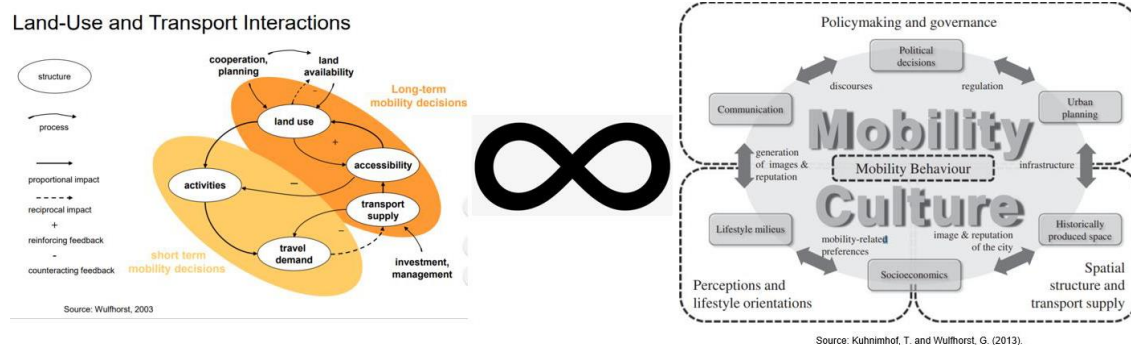 Land-Use and Transport Interactions
structure
process
proportional impact
reciprocal impact
+
reinforcing feedback
-
counteracting feedback
cooperation,
planning
land
availability
-
Long-term
mobility decisions
land use
+
accessibility
activities
–
transport
supply
-
travel
demand
short term
mobility decisions
investment,
management
Source: Wulfhorst, 2003
Policymaking and governance
Political
decisions
discourses
regulation
Communication
Urban
planning
Mobility
generation
of images &
reputation
Mobility Behaviour
infrastructure
Culture
Lifestyle milieus
mobility-related
preferences
image & reputation
of the city
Historically
produced space
Socioeconomics
Perceptions and
lifestyle orientations
Spatial
structure and
transport supply
Source: Kuhnimhof, T. and Wulfhorst, G. (2013).